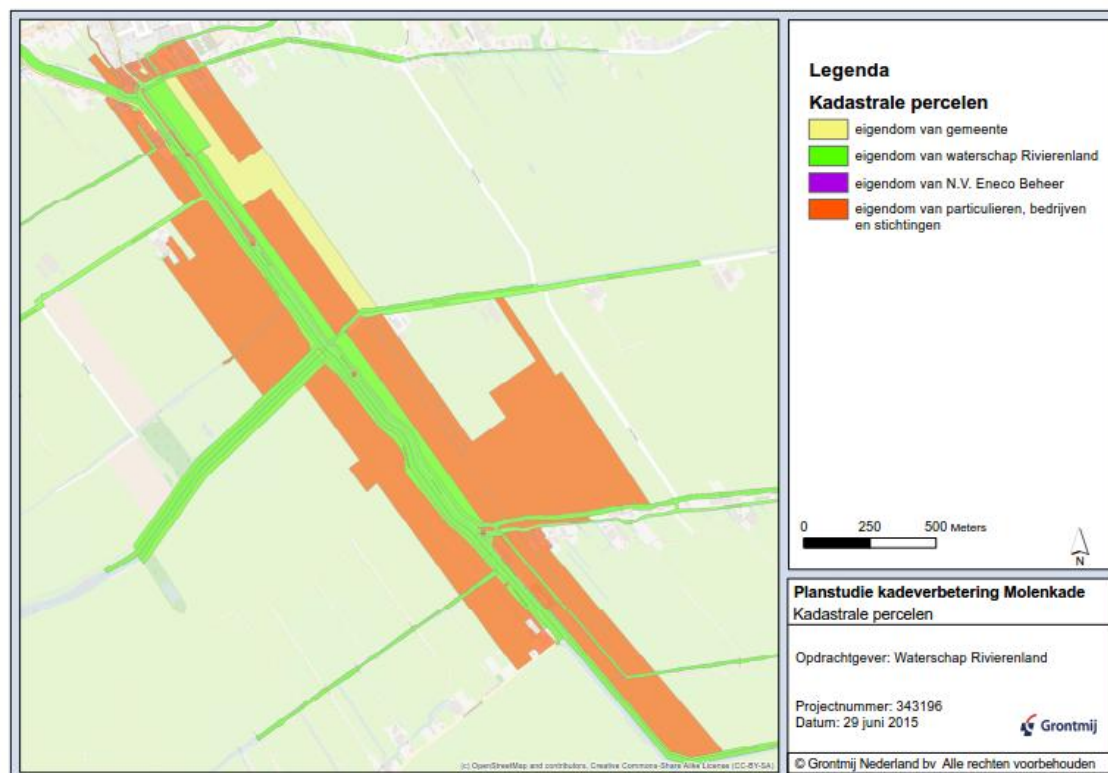 Legenda
Kadastrale percelen
eigendom van gemeente
eigendom van waterschap Rivierenland
eigendom van N.V. Eneco Beheer
eigendom van particulieren, bedrijven
en stichtingen
0 250 500 Meters
N
Planstudie kadeverbetering Molenkade
Kadastrale percelen
Opdrachtgever: Waterschap Rivierenland
Projectnummer: 343196
Datum: 29 juni 2015
Grontmij
(c) OpenStreetMap and contributors, Creative Commons-Share Alike License (CC-BY-SA)
© Grontmij Nederland bv Alle rechten voorbehouden